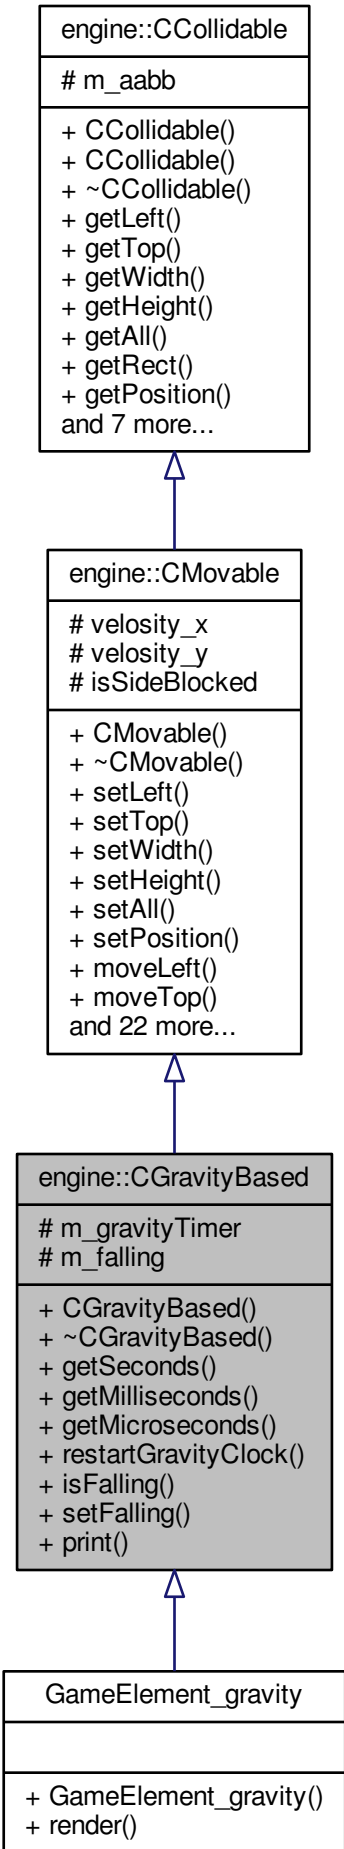 engine::CCollidable
# m_aabb
+ CCollidable()
+ CCollidable()
+ ~CCollidable()
+ getLeft()
+ getTop()
+ getWidth()
+ getHeight()
+ getAll()
+ getRect()
+ getPosition()
and 7 more...
engine::CMovable
# velosity_x
# velosity_y
# isSideBlocked
+ CMovable()
+ ~CMovable()
+ setLeft()
+ setTop()
+ setWidth()
+ setHeight()
+ setAll()
+ setPosition()
+ moveLeft()
+ moveTop()
and 22 more...
engine::CGravityBased
# m_gravityTimer
# m_falling
+ CGravityBased()
+ ~CGravityBased()
+ getSeconds()
+ getMilliseconds()
+ getMicroseconds()
+ restartGravityClock()
+ isFalling()
+ setFalling()
+ print()
GameElement_gravity
+ GameElement_gravity()
+ render()